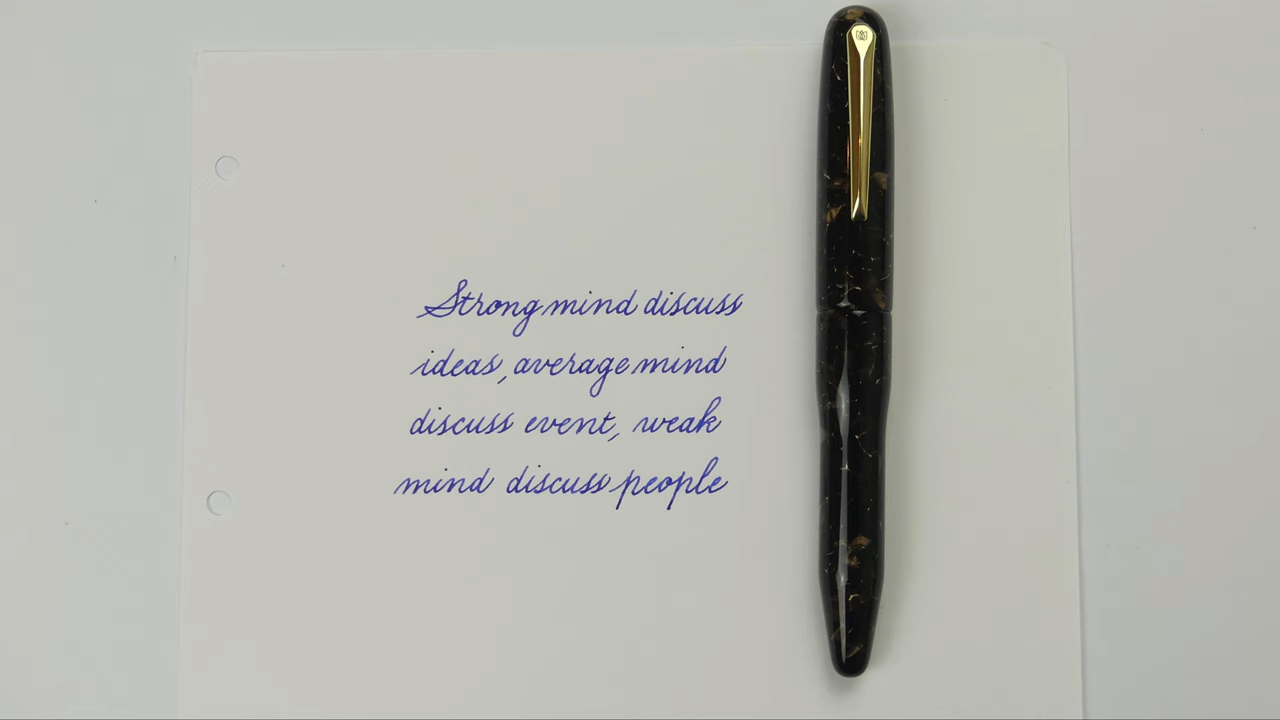 Strong mind discuss
ideas, average mind
discuss event, weak
mind discuss people